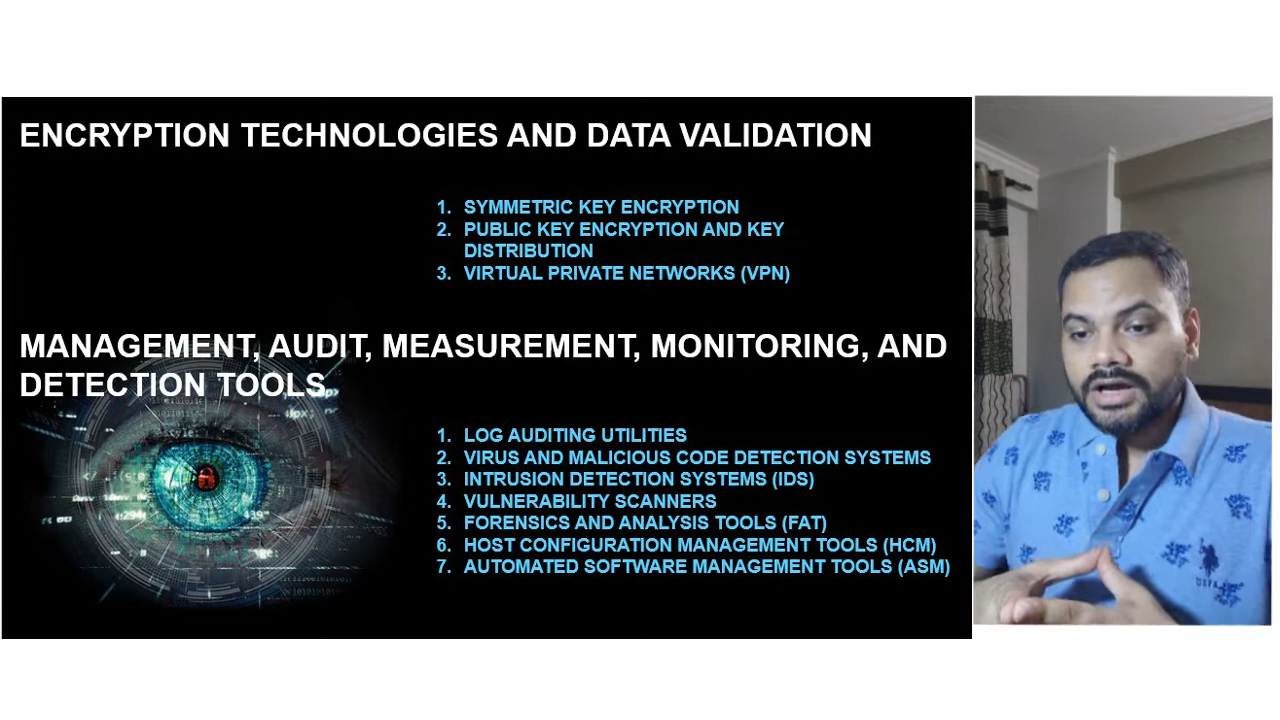 ENCRYPTION TECHNOLOGIES AND DATA VALIDATION
1. SYMMETRIC KEY ENCRYPTION
2. PUBLIC KEY ENCRYPTION AND KEY
DISTRIBUTION
3. VIRTUAL PRIVATE NETWORKS (VPN)
MANAGEMENT, AUDIT, MEASUREMENT, MONITORING, AND
DETECTION TOOLS
1. LOG AUDITING UTILITIES
2. VIRUS AND MALICIOUS CODE DETECTION SYSTEMS
3. INTRUSION DETECTION SYSTEMS (IDS)
4. VULNERABILITY SCANNERS
5. FORENSICS AND ANALYSIS TOOLS (FAT)
6. HOST CONFIGURATION MANAGEMENT TOOLS (HCM)
7. AUTOMATED SOFTWARE MANAGEMENT TOOLS (ASM)